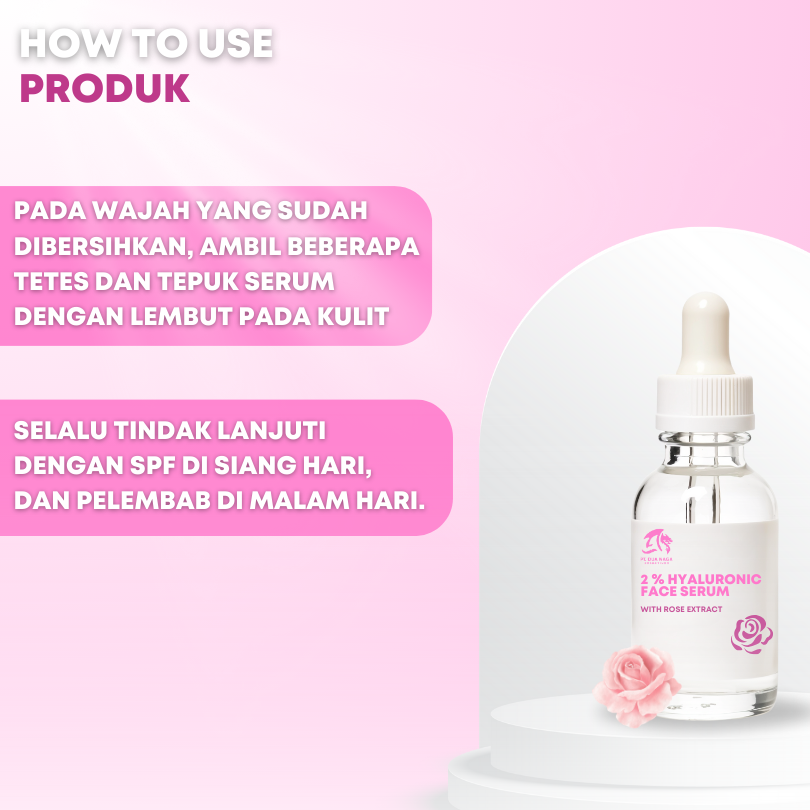 HOW TO USE
PRODUK
PADA WAJAH YANG SUDAH
DIBERSIHKAN, AMBIL BEBERAPA
TETES DAN TEPUK SERUM
DENGAN LEMBUT PADA KULIT
SELALU TINDAK LANJUTI
DENGAN SPF DI SIANG HARI,
DAN PELEMBAB DI MALAM HARI.
2 % HYALURONIC
FACE SERUM
WITH ROSE EXTRACT